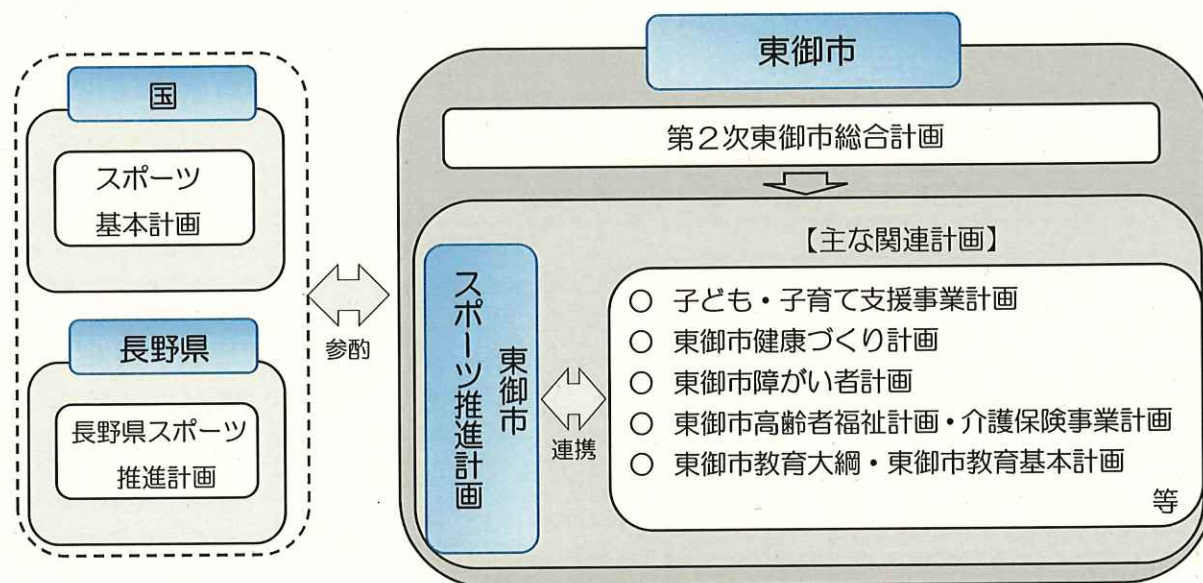 国
スポーツ
基本計画
長野県
長野県スポーツ
推進計画
参酌
東御市
第2次東御市総合計画
【主な関連計画】
東御市
スポーツ推進計画
連携
○ 子ども・子育て支援事業計画
○ 東御市健康づくり計画
○ 東御市障がい者計画
○ 東御市高齢者福祉計画・介護保険事業計画
○ 東御市教育大綱・東御市教育基本計画
等